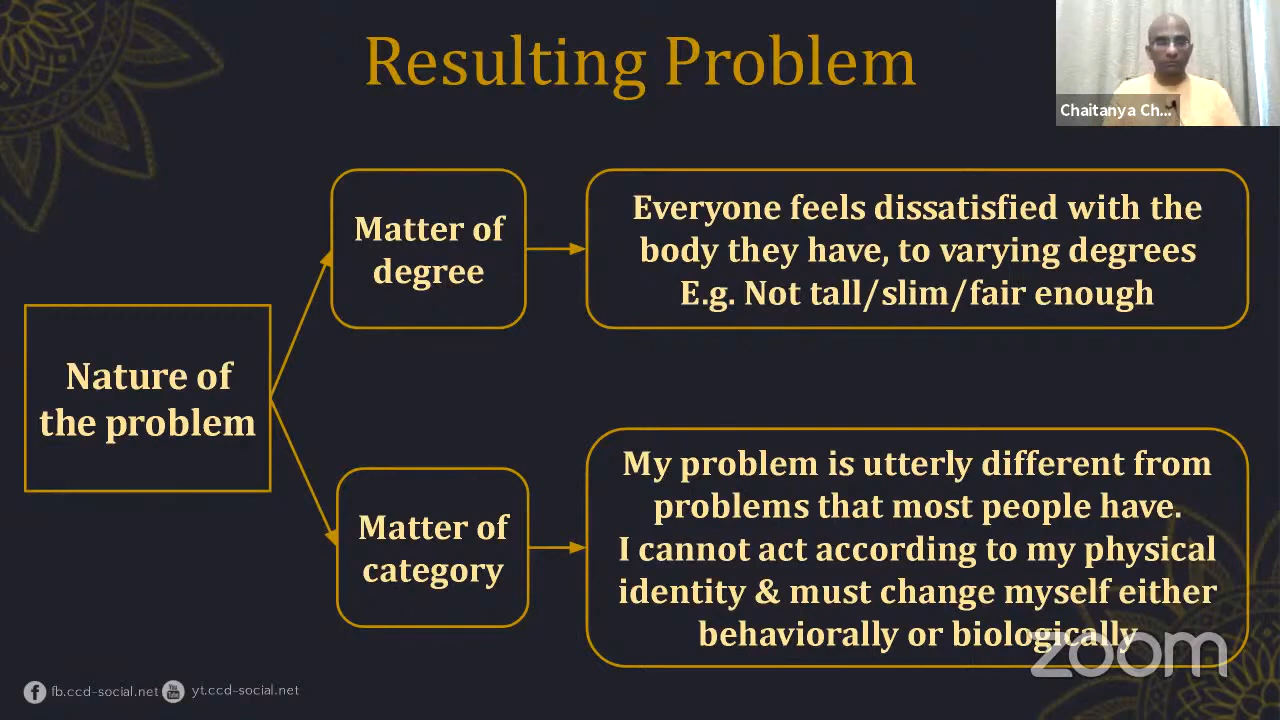 Resulting Problem
Chaitanya Ch...
Matter of
degree
Everyone feels dissatisfied with the
body they have, to varying degrees
E.g. Not tall/slim/fair enough
Nature of
the problem
Matter of
category
My problem is utterly different from
problems that most people have.
I cannot act according to my physical
identity & must change myself either
behaviorally or biologically
zoom
fb.ccd-social.net
You
Tube
yt.ccd-social.net